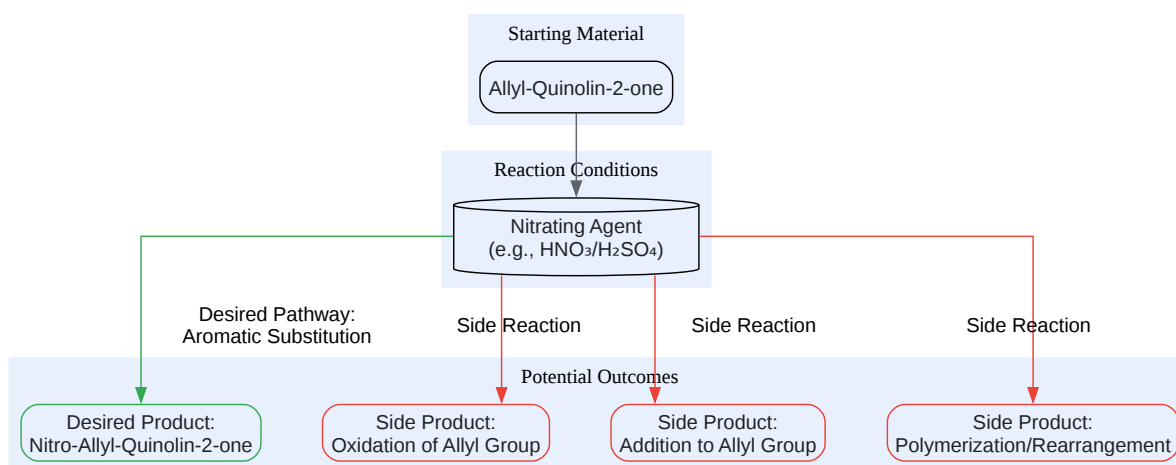 Starting Material
Allyl-Quinolin-2-one
Reaction Conditions
Nitrating Agent
(e.g., HNO₃/H₂SO₄)
Desired Pathway:
Aromatic Substitution
Side Reaction
Side Reaction
Side Reaction
Potential Outcomes
Desired Product:
Nitro-Allyl-Quinolin-2-one
Side Product:
Oxidation of Allyl Group
Side Product:
Addition to Allyl Group
Side Product:
Polymerization/Rearrangement